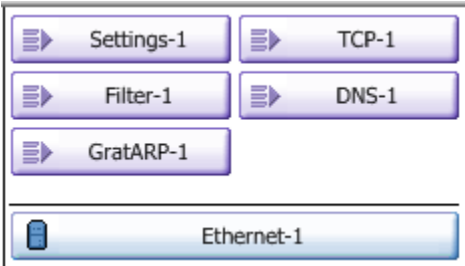 Settings-1
TCP-1
Filter-1
DNS-1
GratARP-1
Ethernet-1